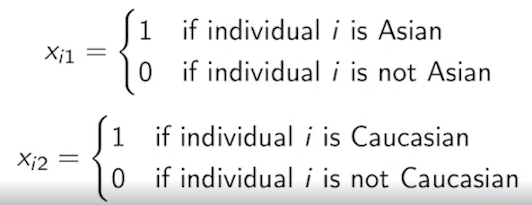 x_{i1} = { 1 if individual i is Asian
0 if individual i is not Asian
x_{i2} = { 1 if individual i is Caucasian
0 if individual i is not Caucasian